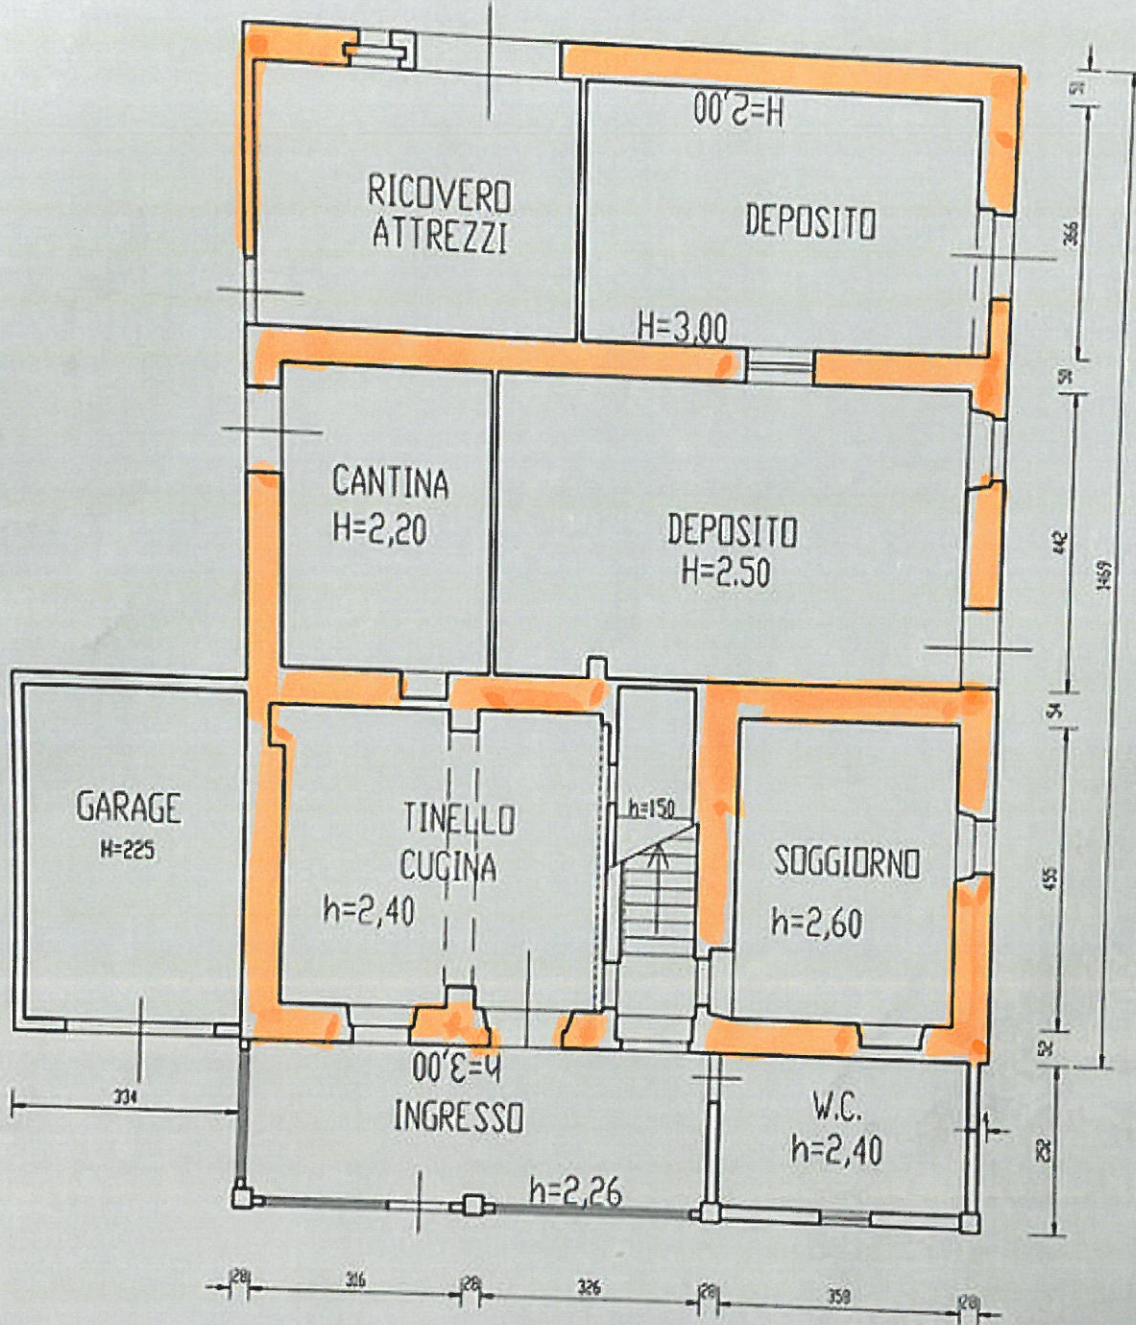 H=2,00
RICOVERO
ATTREZZI
DEPOSITO
H=3,00
CANTINA
H=2,20
DEPOSITO
H=2.50
GARAGE
H=225
TINELLO
CUCINA
h=2,40
h=150
SOGGIORNO
h=2,60
h=3,00
INGRESSO
h=2,26
W.C.
h=2,40
51
366
51
442
54
455
52
252
1469
334
4
28
316
28
326
28
359
28